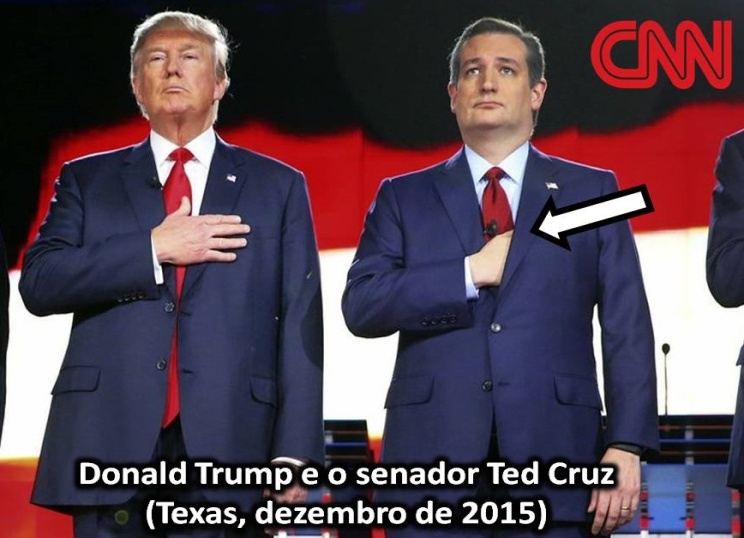 CNN
Donald Trump e o senador Ted Cruz
(Texas, dezembro de 2015)